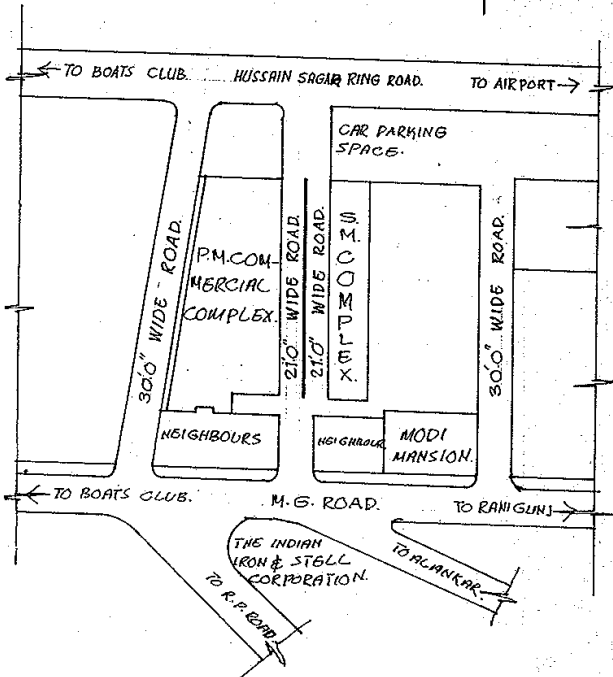 ← TO BOATS CLUB. HUSSAIN SAGAR RING ROAD. TO AIRPORT →
CAR PARKING
SPACE.
30'.0" WIDE ROAD.
P.M.COM-
MERCIAL
COMPLEX.
21'.0" WIDE ROAD.
21'.0" WIDE ROAD.
S.M.COMPLEX.
30'.0" WIDE ROAD.
NEIGHBOURS
NEIGHBOUR
MODI
MANSION.
← TO BOATS CLUB. M.G. ROAD. TO RANIGUNJ →
THE INDIAN
IRON & STELL
CORPORATION.
TO R.P. ROAD
TO ALANKAR.